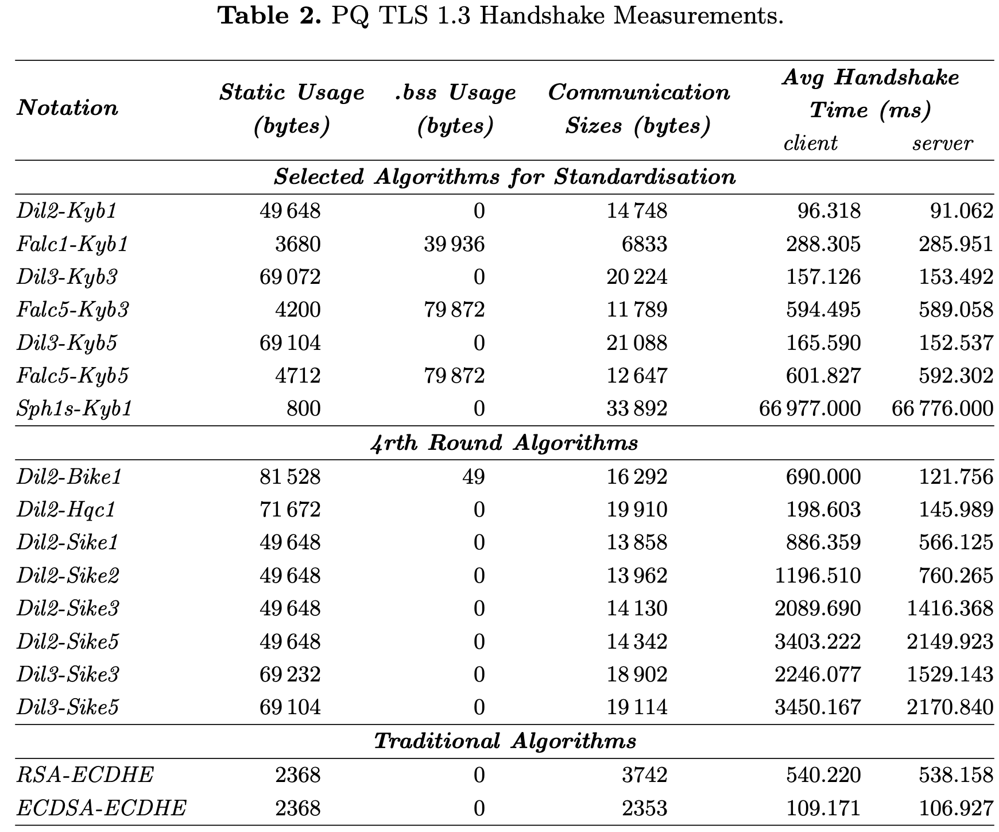 Table 2. PQ TLS 1.3 Handshake Measurements.
Notation Static Usage (bytes) .bss Usage (bytes) Communication Sizes (bytes) Avg Handshake Time (ms)
client server
Selected Algorithms for Standardisation
Dil2-Kyb1 49 648 0 14 748 96.318 91.062
Falc1-Kyb1 3680 39 936 6833 288.305 285.951
Dil3-Kyb3 69 072 0 20 224 157.126 153.492
Falc5-Kyb3 4200 79 872 11 789 594.495 589.058
Dil3-Kyb5 69 104 0 21 088 165.590 152.537
Falc5-Kyb5 4712 79 872 12 647 601.827 592.302
Sph1s-Kyb1 800 0 33 892 66 977.000 66 776.000
4rth Round Algorithms
Dil2-Bike1 81 528 49 16 292 690.000 121.756
Dil2-Hqc1 71 672 0 19 910 198.603 145.989
Dil2-Sike1 49 648 0 13 858 886.359 566.125
Dil2-Sike2 49 648 0 13 962 1196.510 760.265
Dil2-Sike3 49 648 0 14 130 2089.690 1416.368
Dil2-Sike5 49 648 0 14 342 3403.222 2149.923
Dil3-Sike3 69 232 0 18 902 2246.077 1529.143
Dil3-Sike5 69 104 0 19 114 3450.167 2170.840
Traditional Algorithms
RSA-ECDHE 2368 0 3742 540.220 538.158
ECDSA-ECDHE 2368 0 2353 109.171 106.927